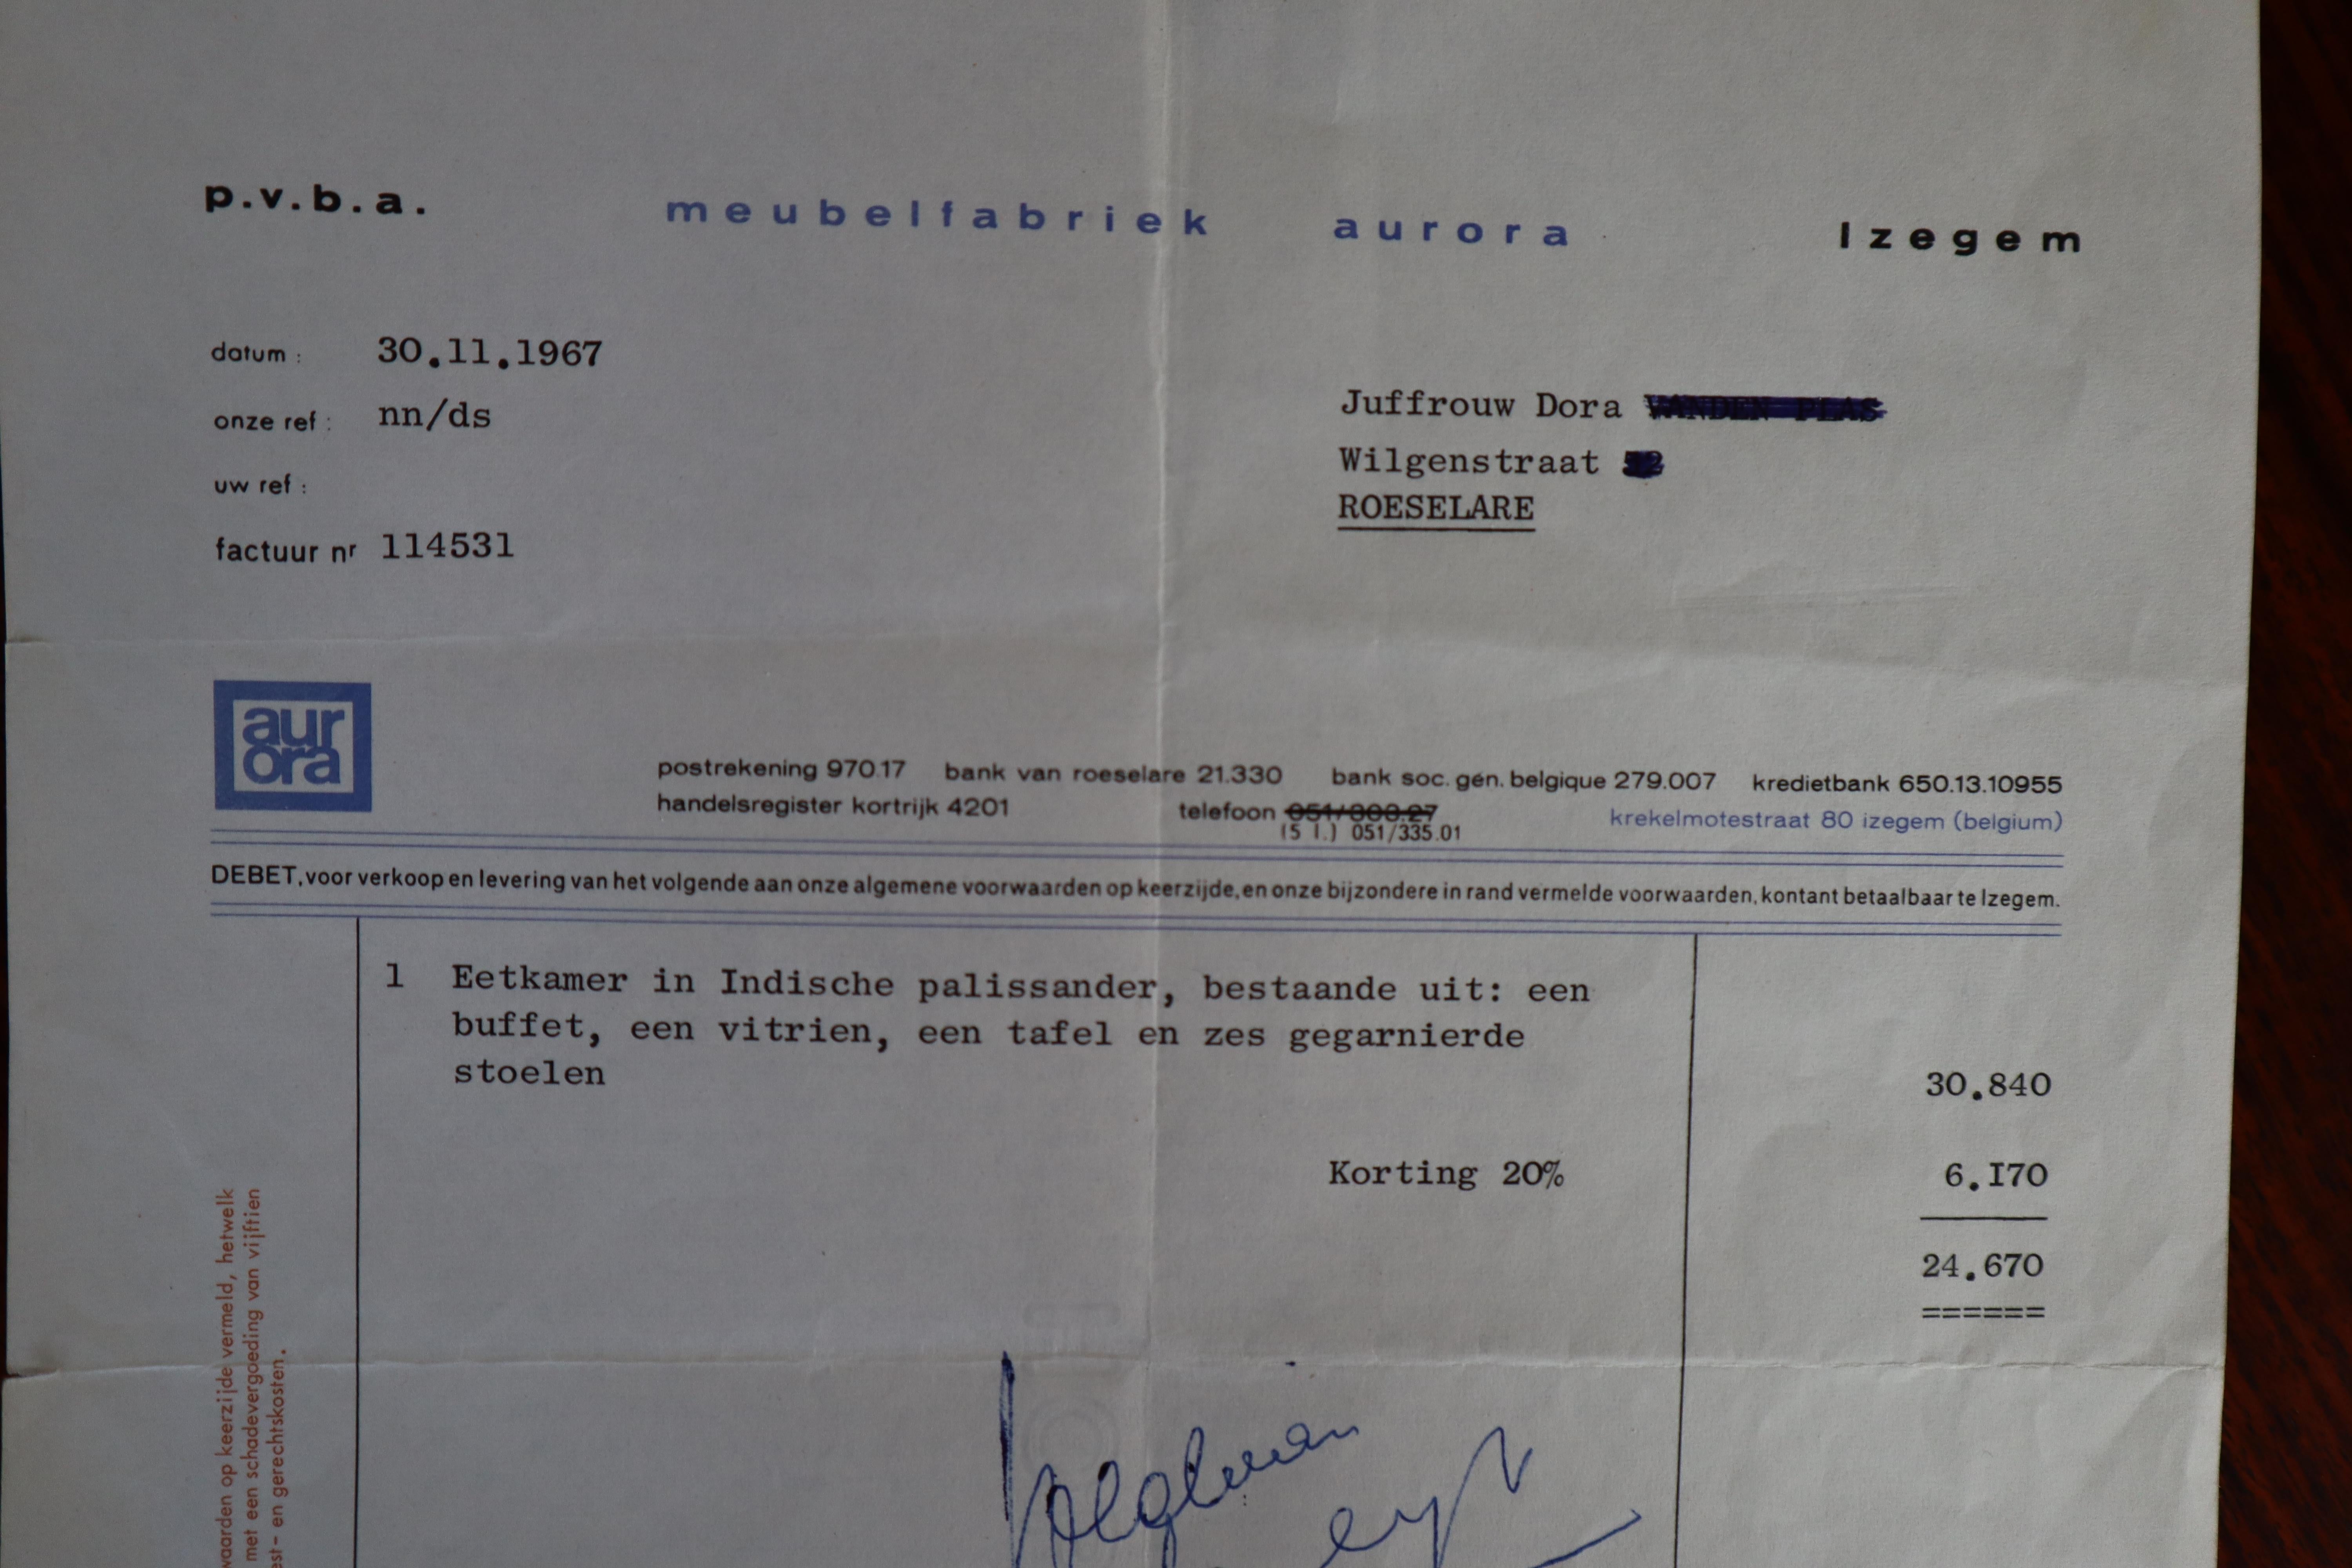 p.v.b.a. meubelfabriek aurora Izegem
datum : 30.11.1967
onze ref : nn/ds
uw ref :
factuur nr 114531
Juffrouw Dora
Wilgenstraat
ROESELARE
aur
ora
postrekening 970.17 bank van roeselare 21.330 bank soc. gén. belgique 279.007 kredietbank 650.13.10955
handelsregister kortrijk 4201 telefoon krekelmotestraat 80 izegem (belgium)
(5 l.) 051/335.01
DEBET, voor verkoop en levering van het volgende aan onze algemene voorwaarden op keerzijde, en onze bijzondere in rand vermelde voorwaarden, kontant betaalbaar te Izegem.
1 Eetkamer in Indische palissander, bestaande uit: een
buffet, een vitrien, een tafel en zes gegarnierde
stoelen
30.840
Korting 20% 6.I70
24.670
======
waarden op keerzijde vermeld, hetwelk
met een schadevergoeding van vijftien
en gerechtskosten.